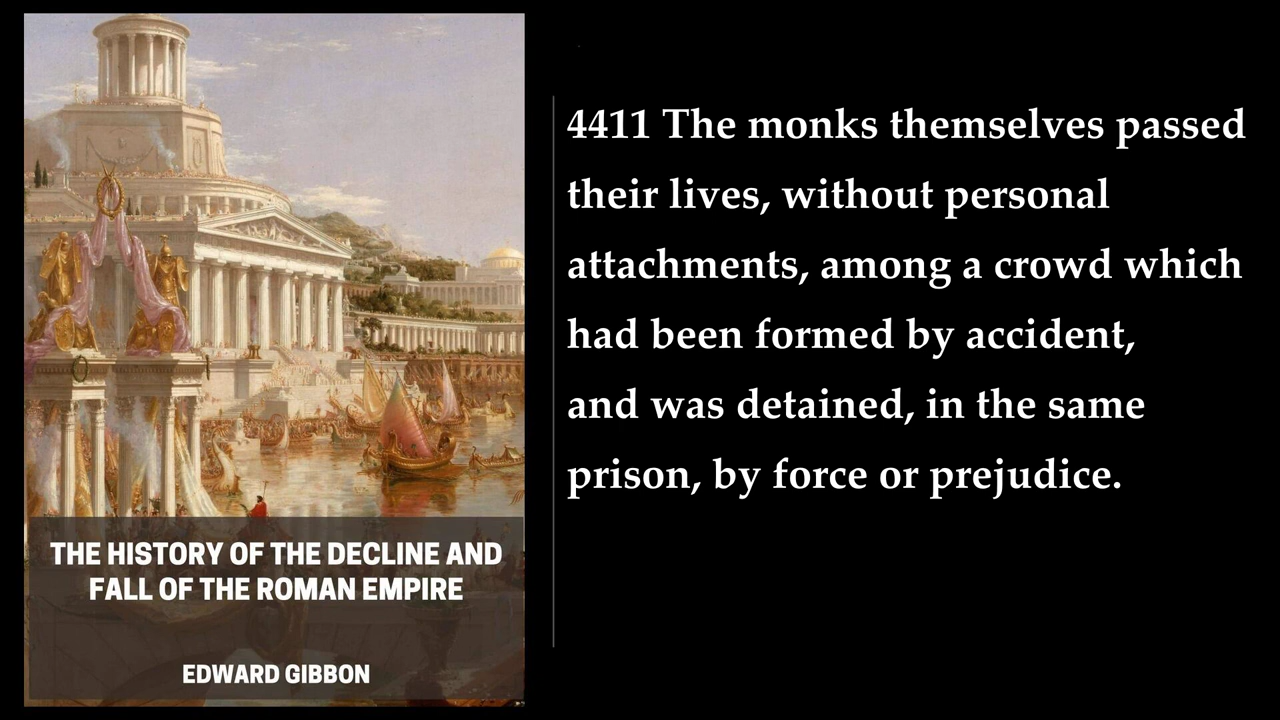 4411 The monks themselves passed
their lives, without personal
attachments, among a crowd which
had been formed by accident,
and was detained, in the same
prison, by force or prejudice.
THE HISTORY OF THE DECLINE AND
FALL OF THE ROMAN EMPIRE
EDWARD GIBBON